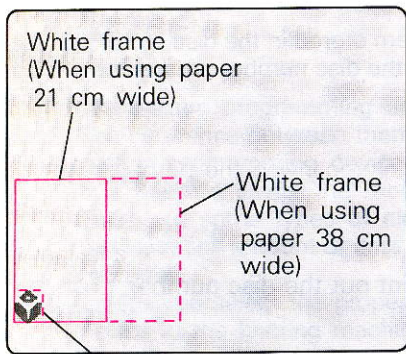 White frame
(When using paper
21 cm wide)
White frame
(When using
paper 38 cm
wide)